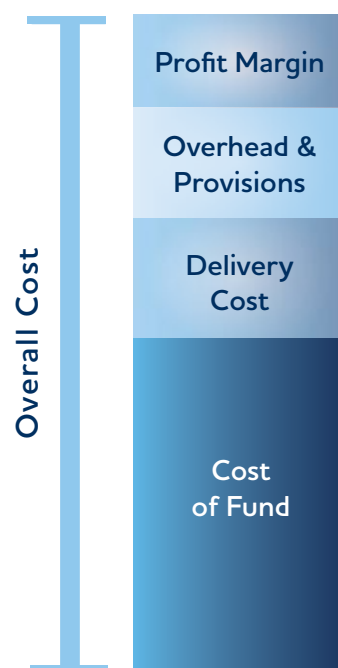 Overall Cost
Profit Margin
Overhead &
Provisions
Delivery
Cost
Cost
of Fund